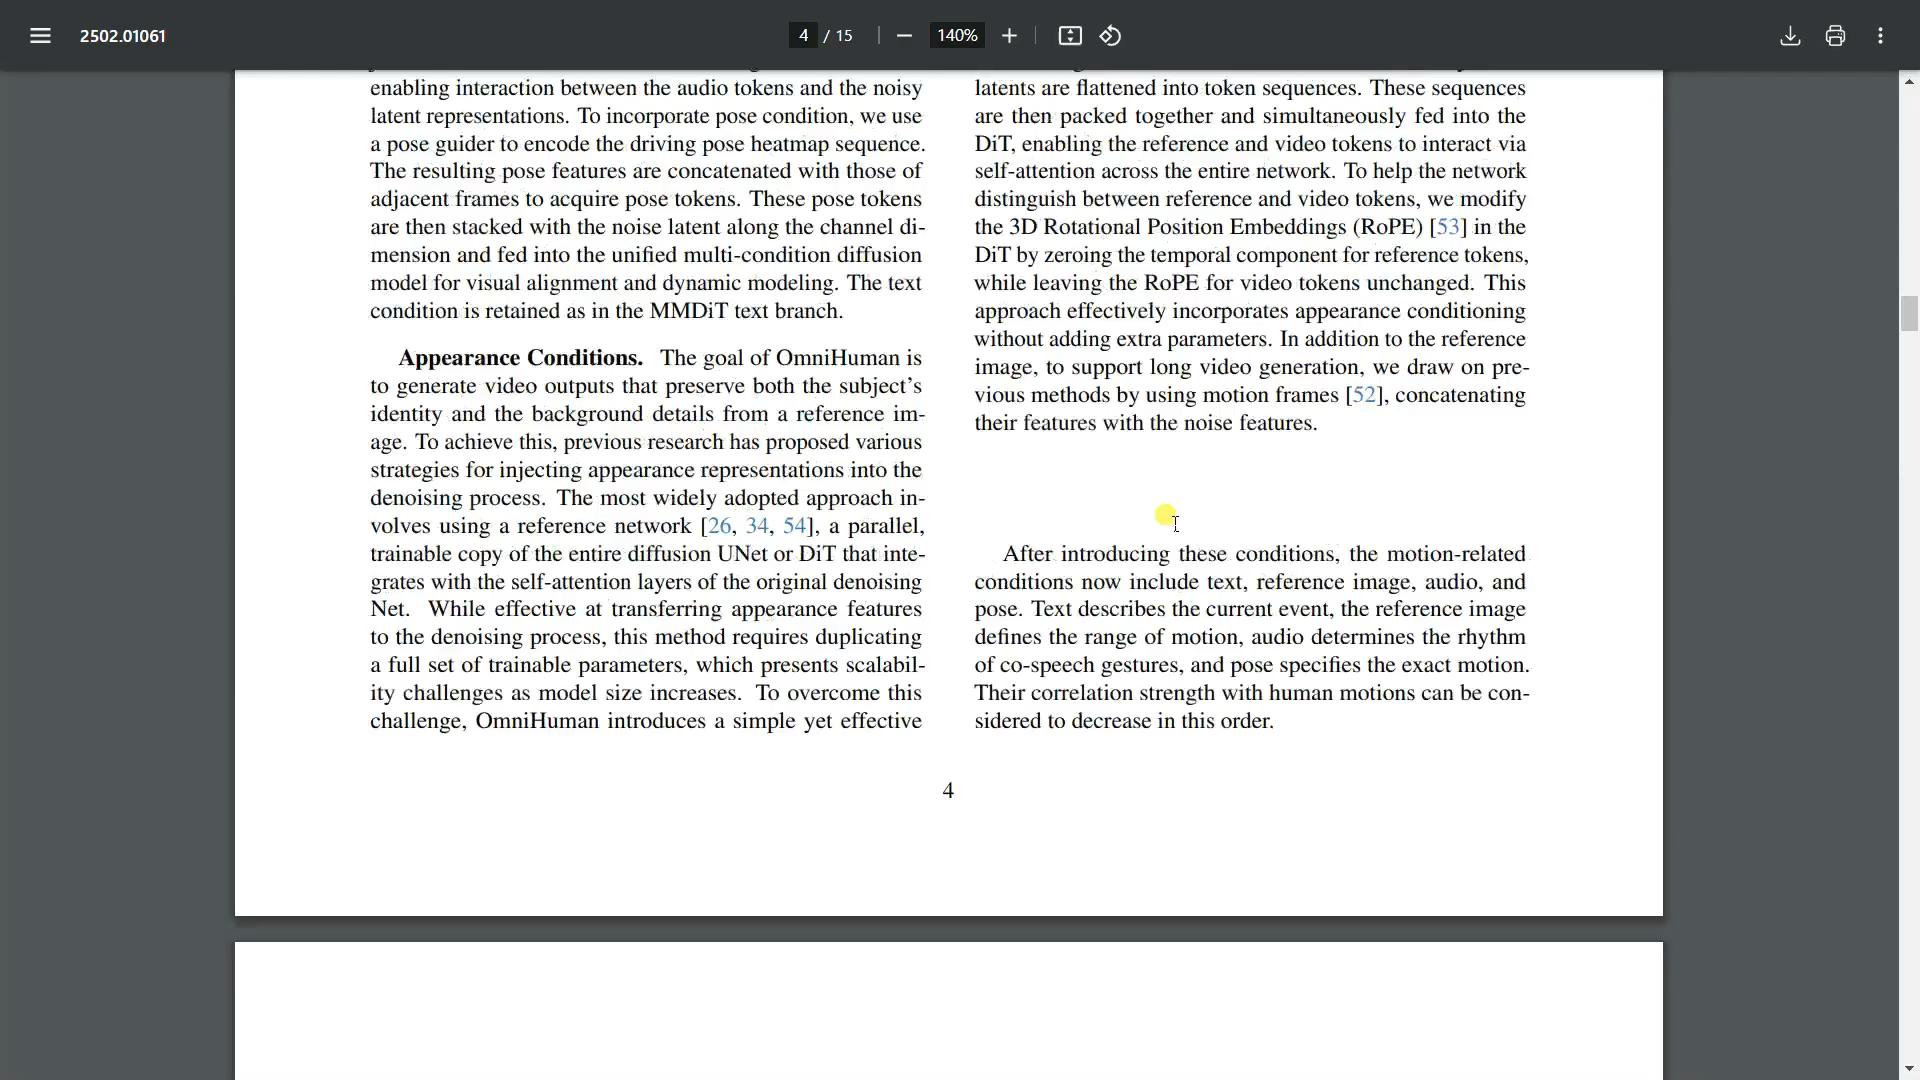 2502.01061
4 / 15
140%
enabling interaction between the audio tokens and the noisy
latent representations. To incorporate pose condition, we use
a pose guider to encode the driving pose heatmap sequence.
The resulting pose features are concatenated with those of
adjacent frames to acquire pose tokens. These pose tokens
are then stacked with the noise latent along the channel di-
mension and fed into the unified multi-condition diffusion
model for visual alignment and dynamic modeling. The text
condition is retained as in the MMDiT text branch.
Appearance Conditions. The goal of OmniHuman is
to generate video outputs that preserve both the subject's
identity and the background details from a reference im-
age. To achieve this, previous research has proposed various
strategies for injecting appearance representations into the
denoising process. The most widely adopted approach in-
volves using a reference network [26, 34, 54], a parallel,
trainable copy of the entire diffusion UNet or DiT that inte-
grates with the self-attention layers of the original denoising
Net. While effective at transferring appearance features
to the denoising process, this method requires duplicating
a full set of trainable parameters, which presents scalabil-
ity challenges as model size increases. To overcome this
challenge, OmniHuman introduces a simple yet effective
latents are flattened into token sequences. These sequences
are then packed together and simultaneously fed into the
DiT, enabling the reference and video tokens to interact via
self-attention across the entire network. To help the network
distinguish between reference and video tokens, we modify
the 3D Rotational Position Embeddings (RoPE) [53] in the
DiT by zeroing the temporal component for reference tokens,
while leaving the RoPE for video tokens unchanged. This
approach effectively incorporates appearance conditioning
without adding extra parameters. In addition to the reference
image, to support long video generation, we draw on pre-
vious methods by using motion frames [52], concatenating
their features with the noise features.
After introducing these conditions, the motion-related
conditions now include text, reference image, audio, and
pose. Text describes the current event, the reference image
defines the range of motion, audio determines the rhythm
of co-speech gestures, and pose specifies the exact motion.
Their correlation strength with human motions can be con-
sidered to decrease in this order.
4